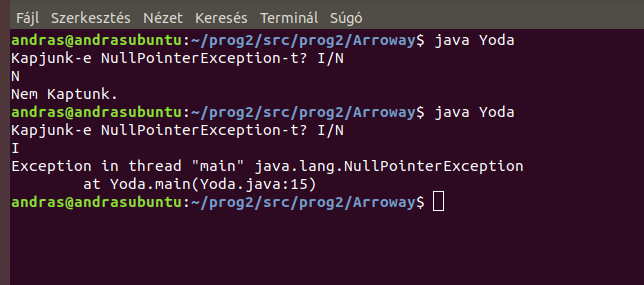 Fájl Szerkesztés Nézet Keresés Terminál Súgó
andras@andrasubuntu:~/prog2/src/prog2/Arroway$ java Yoda
Kapjunk-e NullPointerException-t? I/N
N
Nem Kaptunk.
andras@andrasubuntu:~/prog2/src/prog2/Arroway$ java Yoda
Kapjunk-e NullPointerException-t? I/N
I
Exception in thread "main" java.lang.NullPointerException
        at Yoda.main(Yoda.java:15)
andras@andrasubuntu:~/prog2/src/prog2/Arroway$